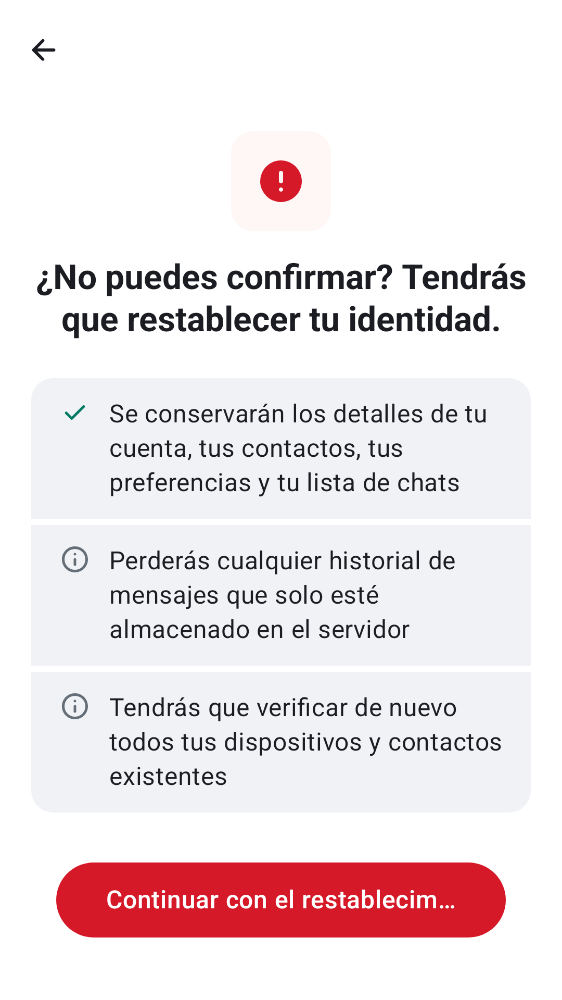 ¿No puedes confirmar? Tendrás
que restablecer tu identidad.
Se conservarán los detalles de tu
cuenta, tus contactos, tus
preferencias y tu lista de chats
Perderás cualquier historial de
mensajes que solo esté
almacenado en el servidor
Tendrás que verificar de nuevo
todos tus dispositivos y contactos
existentes
Continuar con el restablecim…